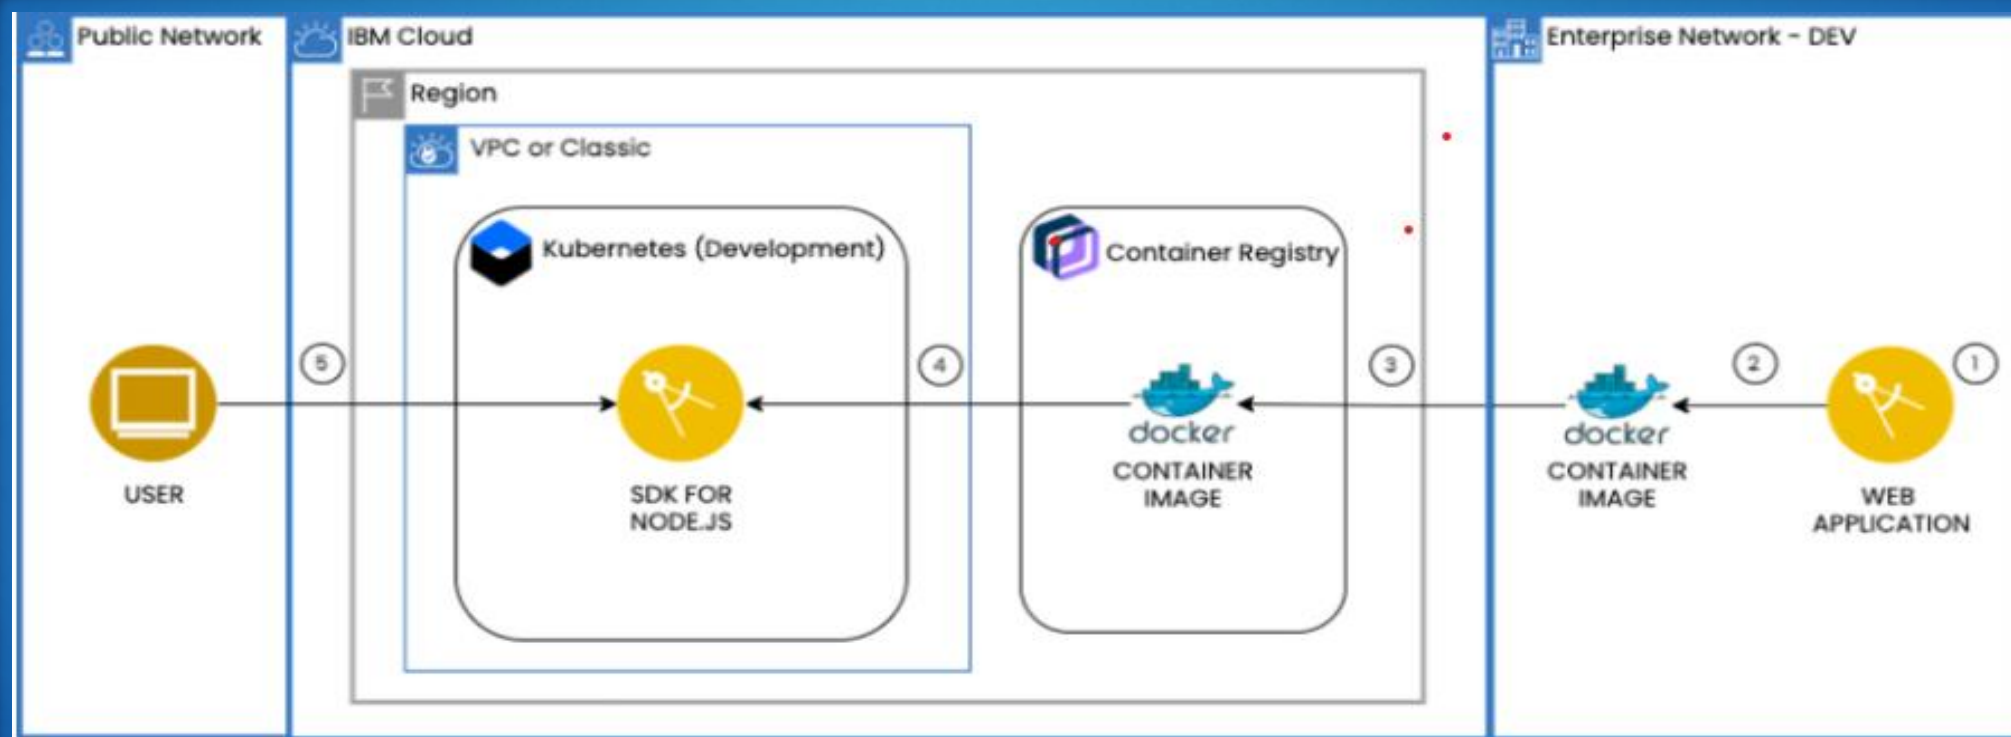 Public Network
IBM Cloud
Enterprise Network - DEV
Region
VPC or Classic
Kubernetes (Development)
Container Registry
5
4
3
2
1
docker
docker
USER
SDK FOR
NODE.JS
CONTAINER
IMAGE
CONTAINER
IMAGE
WEB
APPLICATION